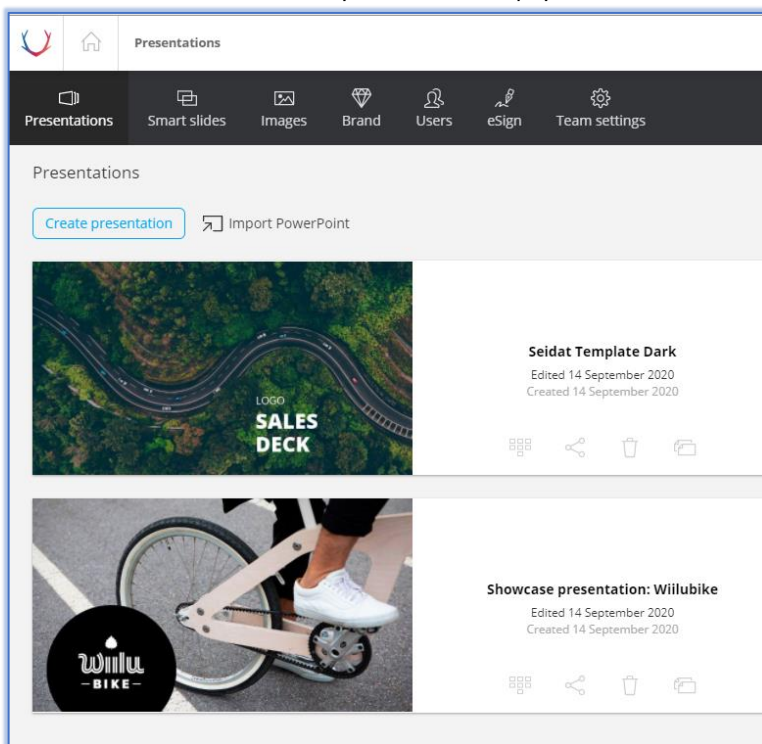 Presentations
Presentations
Smart slides
Images
Brand
Users
eSign
Team settings
Presentations
Create presentation
Import PowerPoint
LOGO
SALES
DECK
Seidat Template Dark
Edited 14 September 2020
Created 14 September 2020
Wiilu
–BIKE–
Showcase presentation: Wiilubike
Edited 14 September 2020
Created 14 September 2020